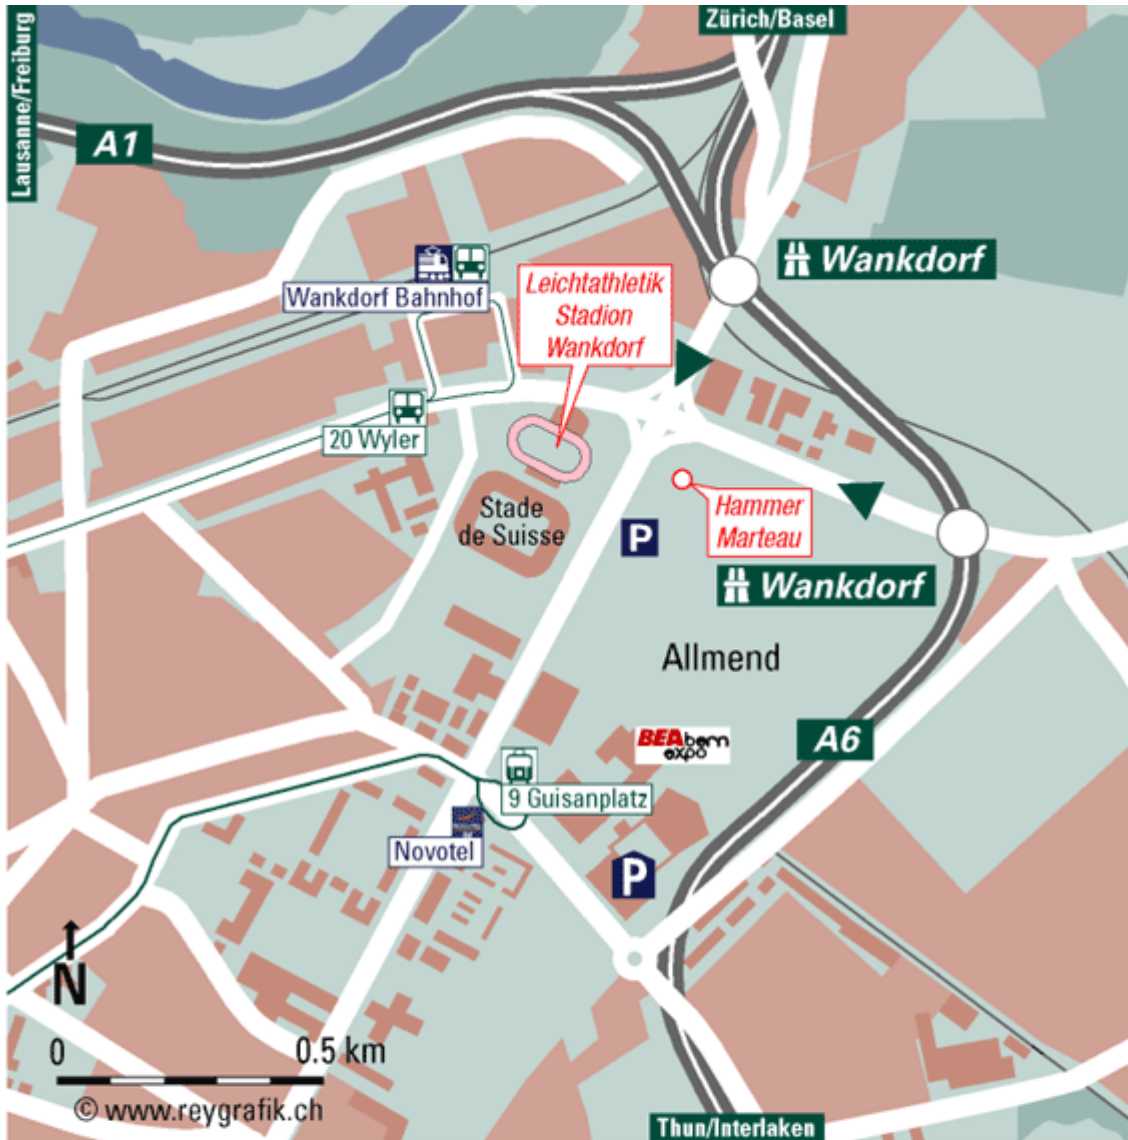 Zürich/Basel
Lausanne/Freiburg
A1
Wankdorf
Wankdorf Bahnhof
Leichtathletik
Stadion
Wankdorf
20 Wyler
Stade
de Suisse
Hammer
Marteau
P
Wankdorf
Allmend
BEA bern
expo
A6
9 Guisanplatz
Novotel
P
N
0
0.5 km
© www.reygrafik.ch
Thun/Interlaken